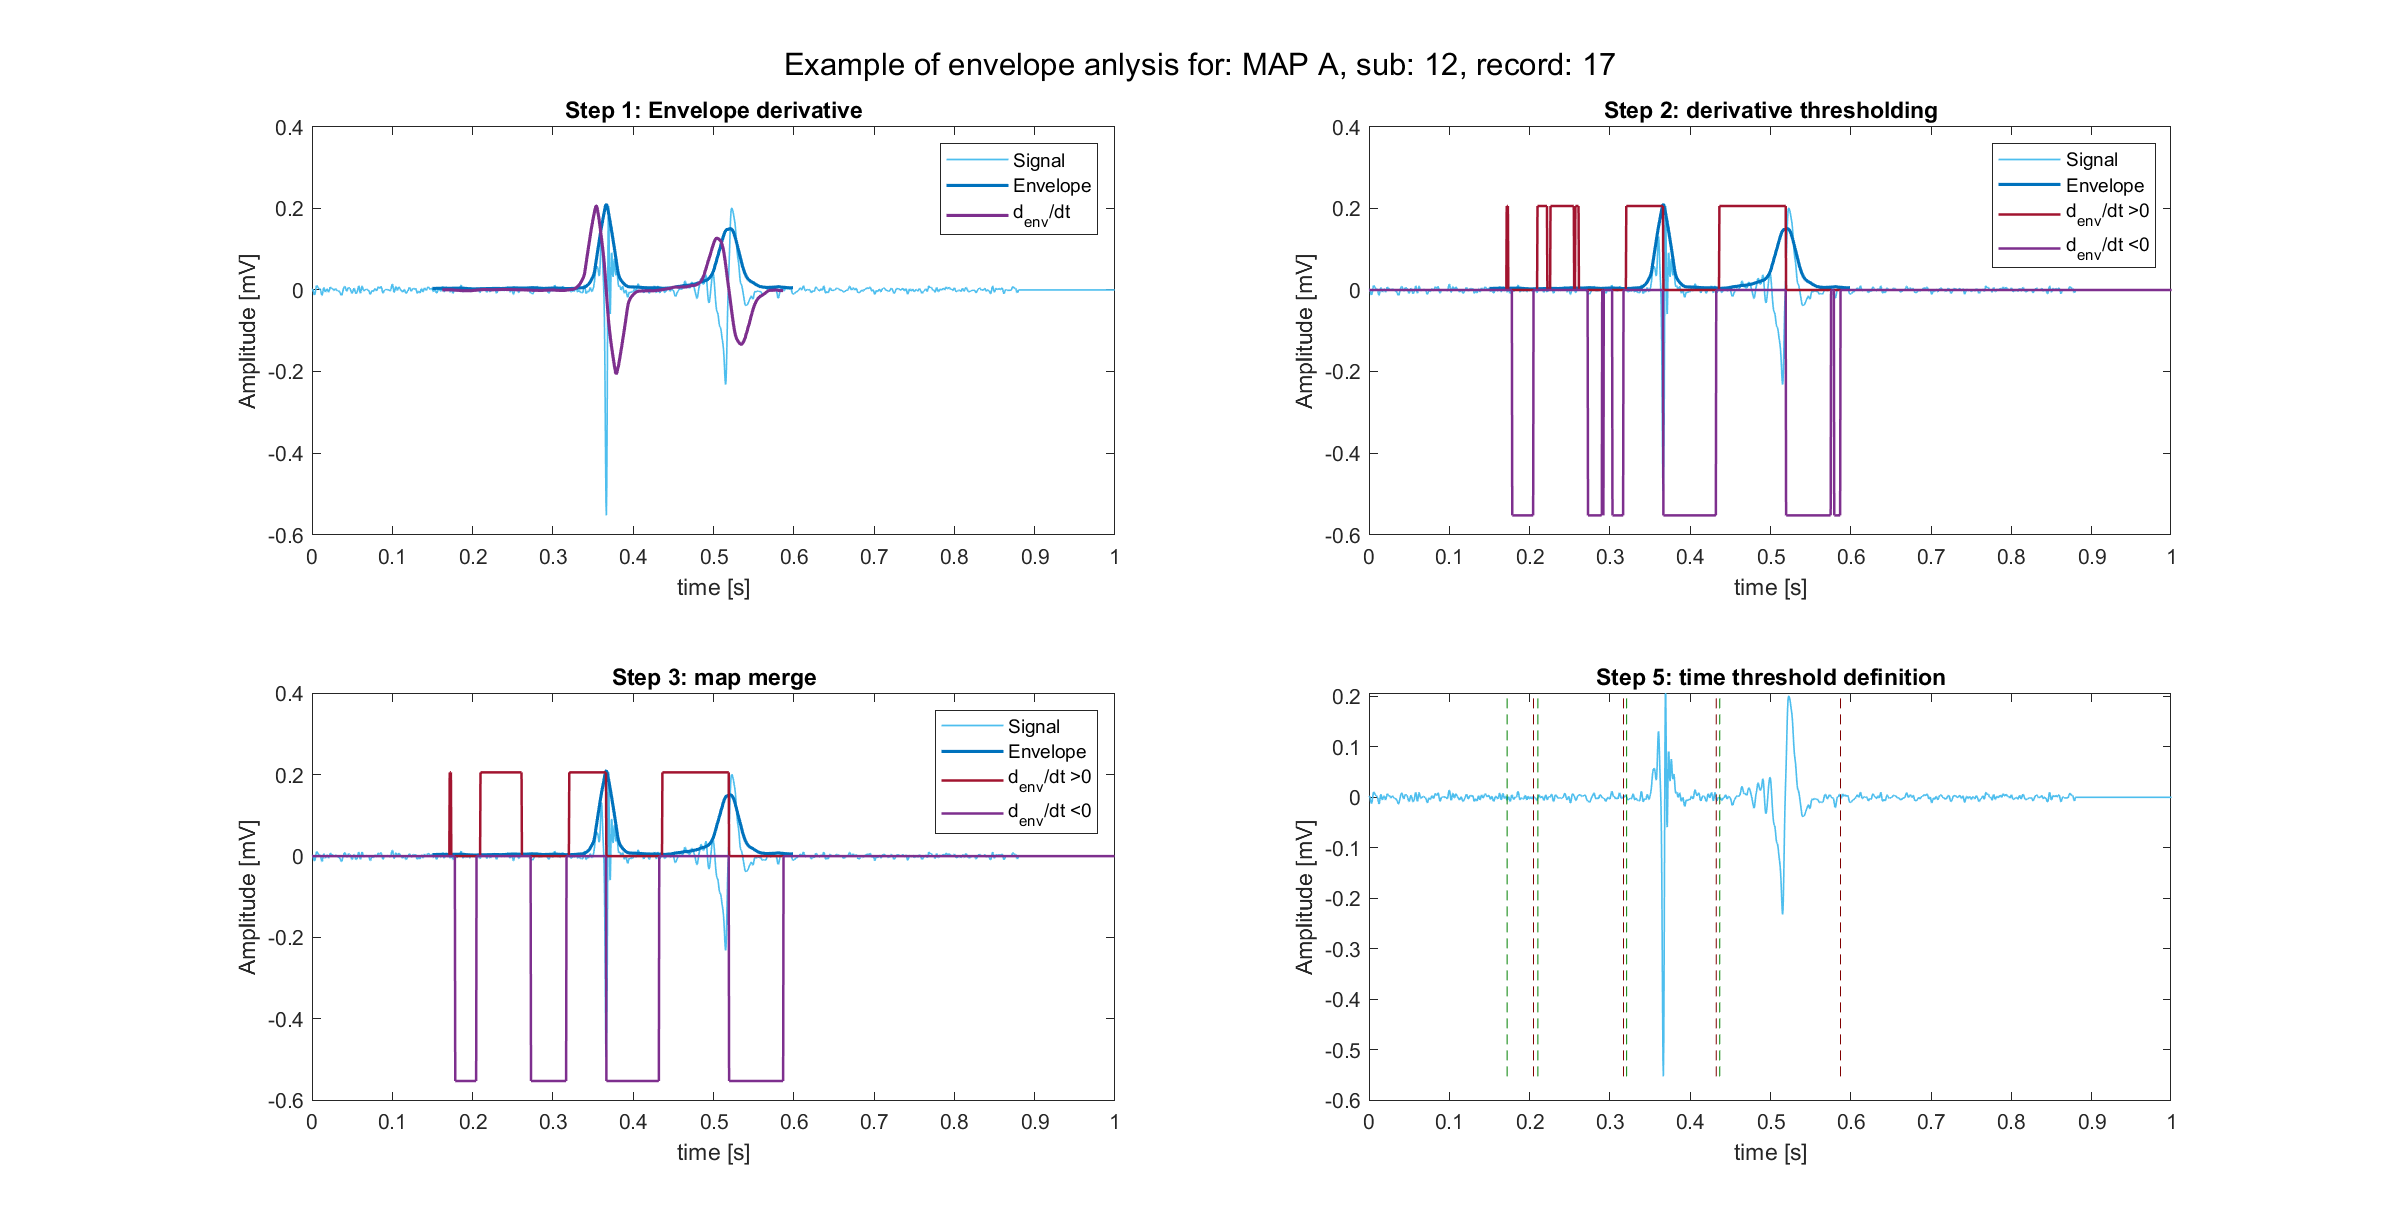 Example of envelope anlysis for: MAP A, sub: 12, record: 17
Step 1: Envelope derivative
0.4
0.2
0
-0.2
-0.4
-0.6
Amplitude [mV]
0 0.1 0.2 0.3 0.4 0.5 0.6 0.7 0.8 0.9 1
time [s]
Signal
Envelope
d_env/dt
Step 2: derivative thresholding
0.4
0.2
0
-0.2
-0.4
-0.6
Amplitude [mV]
0 0.1 0.2 0.3 0.4 0.5 0.6 0.7 0.8 0.9 1
time [s]
Signal
Envelope
d_env/dt >0
d_env/dt <0
Step 3: map merge
0.4
0.2
0
-0.2
-0.4
-0.6
Amplitude [mV]
0 0.1 0.2 0.3 0.4 0.5 0.6 0.7 0.8 0.9 1
time [s]
Signal
Envelope
d_env/dt >0
d_env/dt <0
Step 5: time threshold definition
0.2
0.1
0
-0.1
-0.2
-0.3
-0.4
-0.5
-0.6
Amplitude [mV]
0 0.1 0.2 0.3 0.4 0.5 0.6 0.7 0.8 0.9 1
time [s]